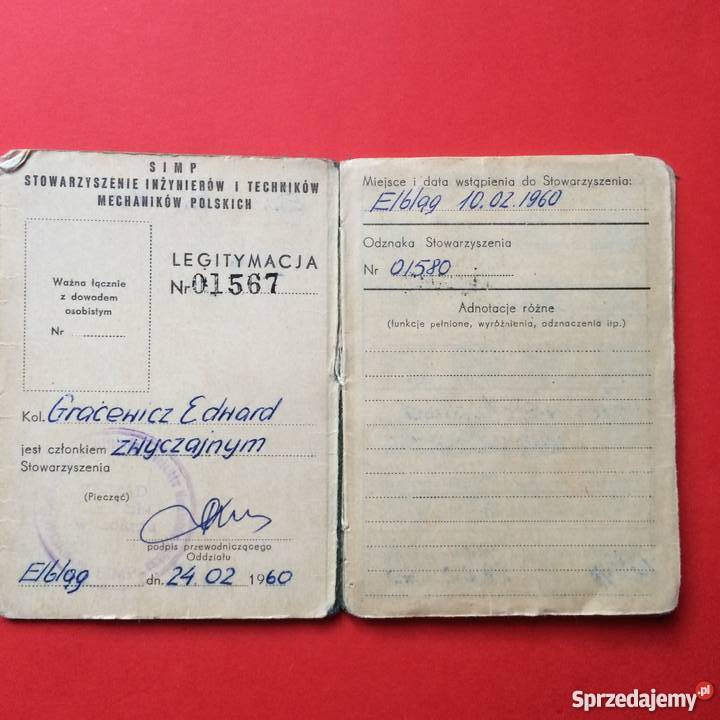 SIMP
STOWARZYSZENIE INŻYNIERÓW I TECHNIKÓW
MECHANIKÓW POLSKICH
Ważna łącznie
z dowodem
osobistym
Nr
LEGITYMACJA
Nr 01567
Kol. Gracewicz Edward
jest członkiem zwyczajnym
Stowarzyszenia
(Pieczęć)
podpis przewodniczącego
Oddziału
Elbląg dn. 24.02 1960
Miejsce i data wstąpienia do Stowarzyszenia:
Elbląg 10.02.1960
Odznaka Stowarzyszenia
Nr 01580
Adnotacje różne
(funkcje pełnione, wyróżnienia, odznaczenia itp.)
Sprzedajemy.pl